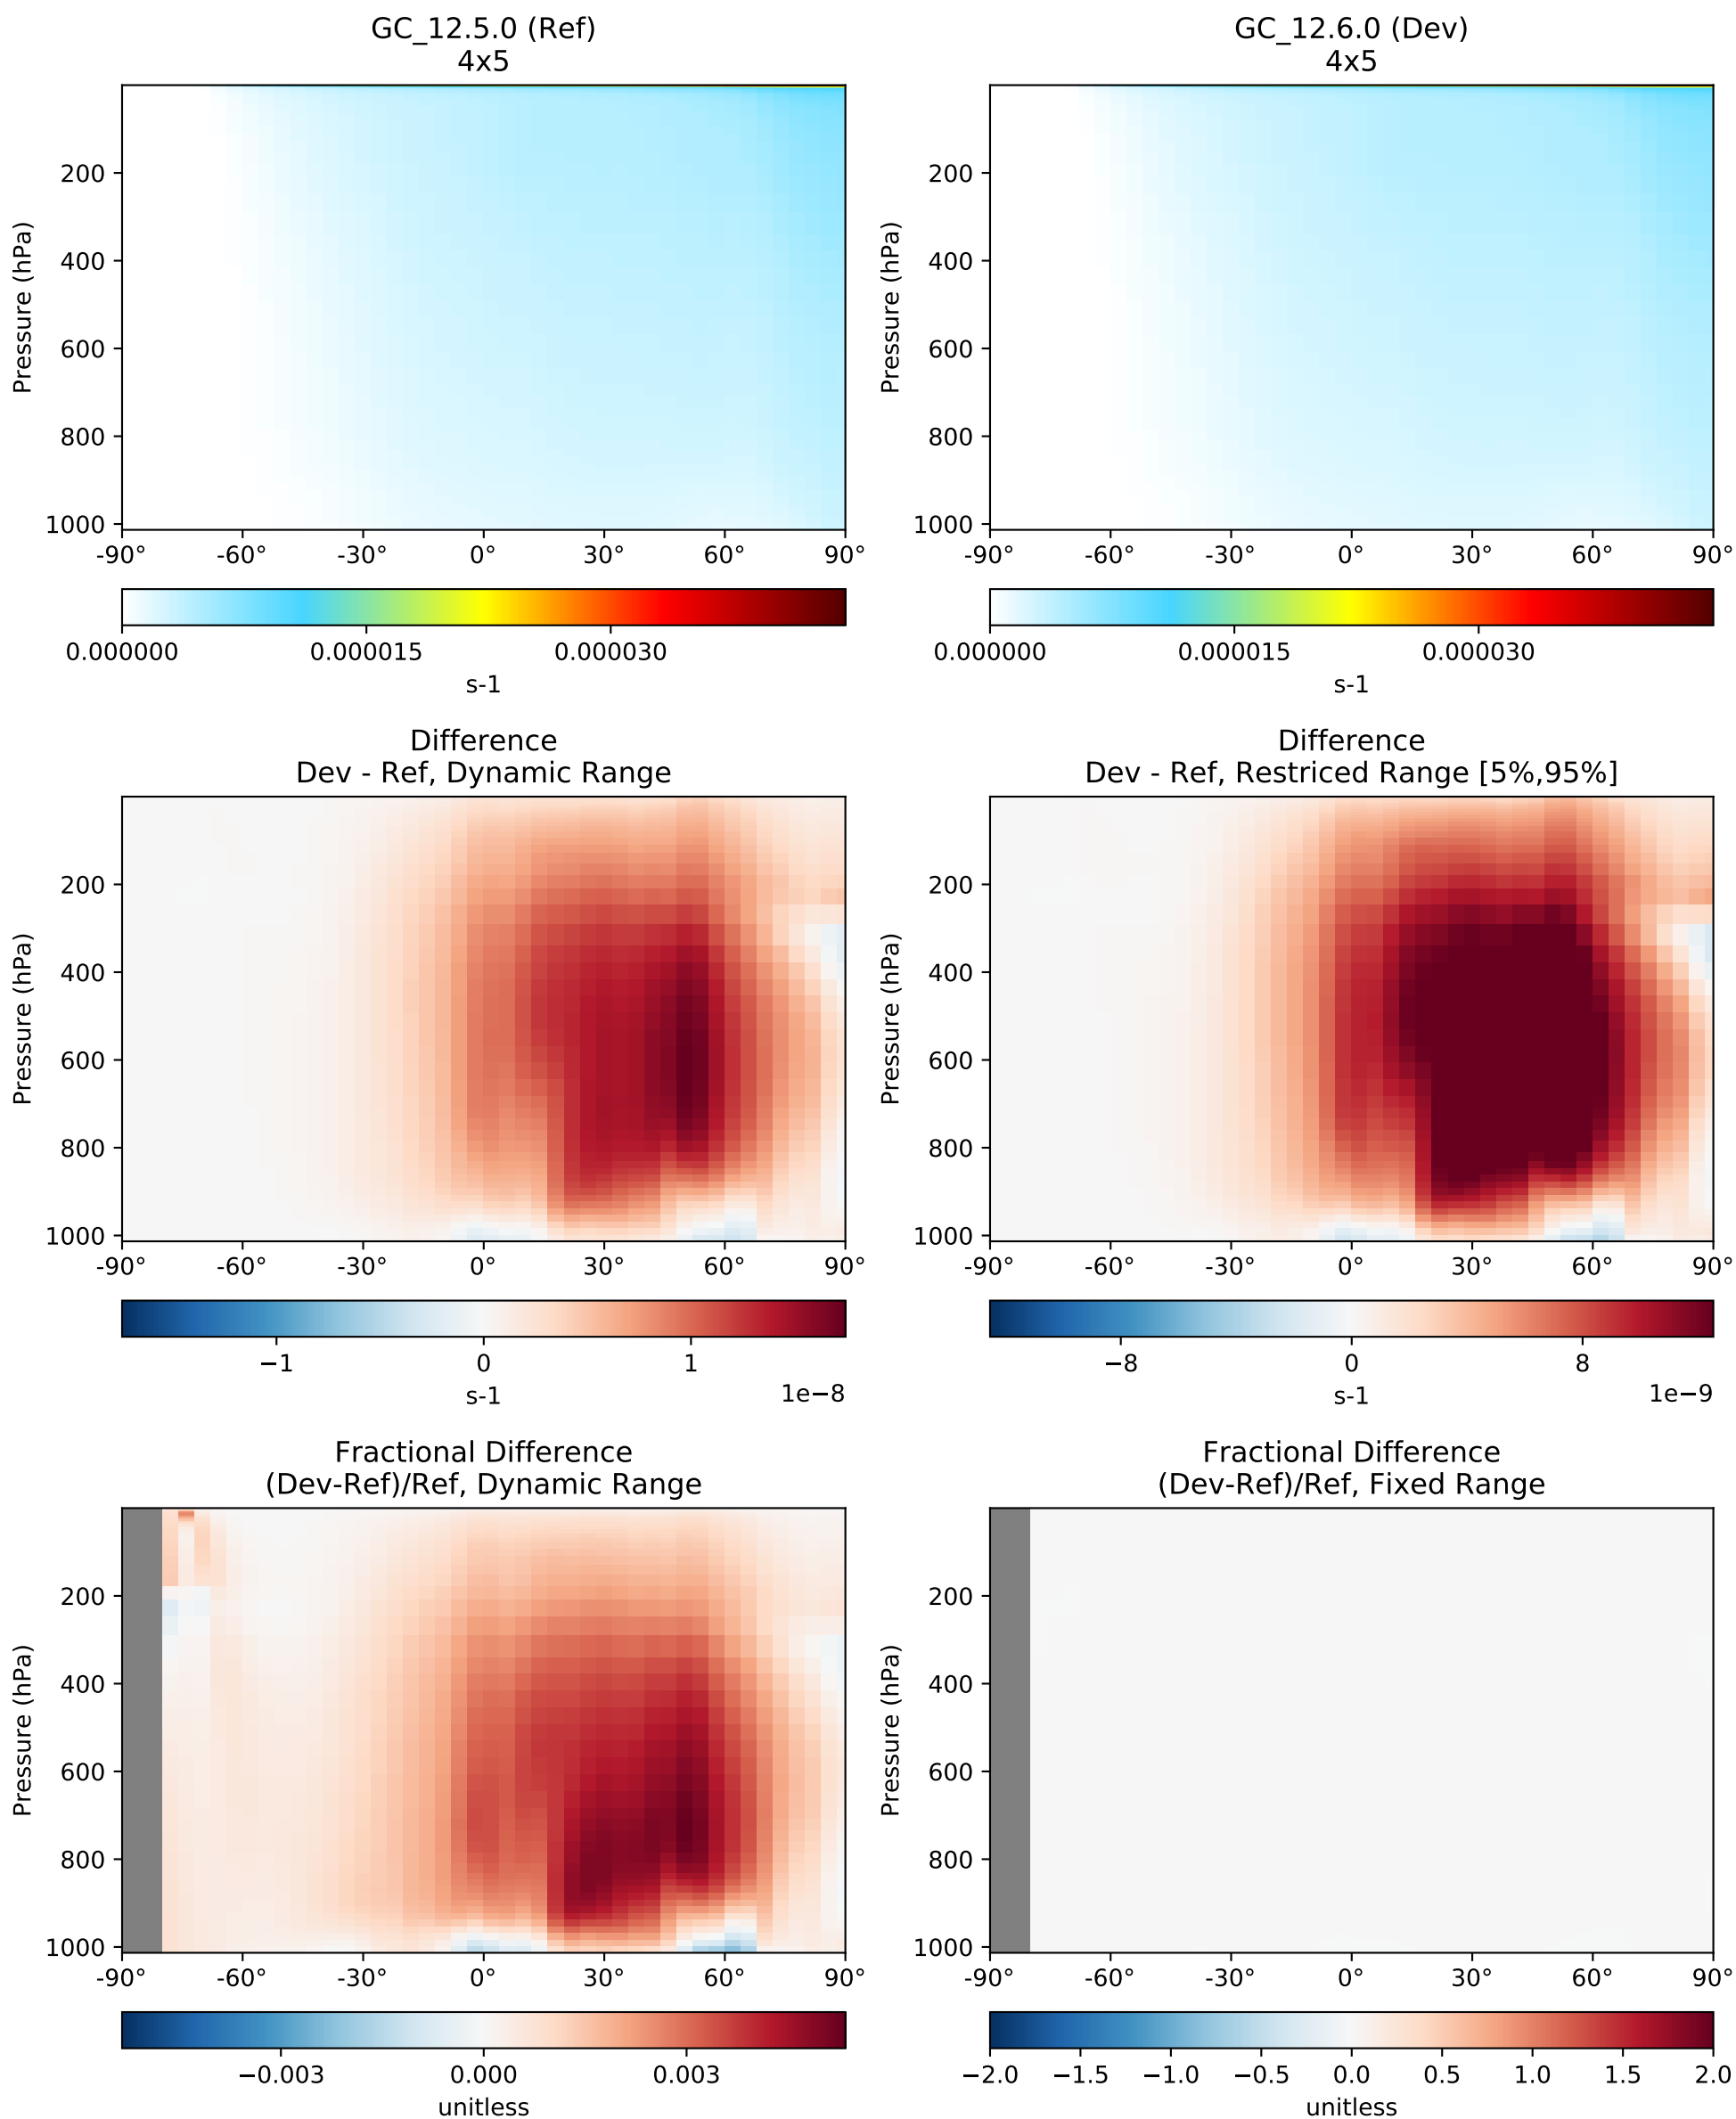 GC_12.5.0 (Ref)
4x5
Pressure (hPa)
200
400
600
800
1000
-90° -60° -30° 0° 30° 60° 90°
0.000000 0.000015 0.000030
s-1
GC_12.6.0 (Dev)
4x5
Pressure (hPa)
200
400
600
800
1000
-90° -60° -30° 0° 30° 60° 90°
0.000000 0.000015 0.000030
s-1
Difference
Dev - Ref, Dynamic Range
Pressure (hPa)
200
400
600
800
1000
-90° -60° -30° 0° 30° 60° 90°
−1 0 1
s-1 1e−8
Difference
Dev - Ref, Restriced Range [5%,95%]
Pressure (hPa)
200
400
600
800
1000
-90° -60° -30° 0° 30° 60° 90°
−8 0 8
s-1 1e−9
Fractional Difference
(Dev-Ref)/Ref, Dynamic Range
Pressure (hPa)
200
400
600
800
1000
-90° -60° -30° 0° 30° 60° 90°
−0.003 0.000 0.003
unitless
Fractional Difference
(Dev-Ref)/Ref, Fixed Range
Pressure (hPa)
200
400
600
800
1000
-90° -60° -30° 0° 30° 60° 90°
−2.0 −1.5 −1.0 −0.5 0.0 0.5 1.0 1.5 2.0
unitless